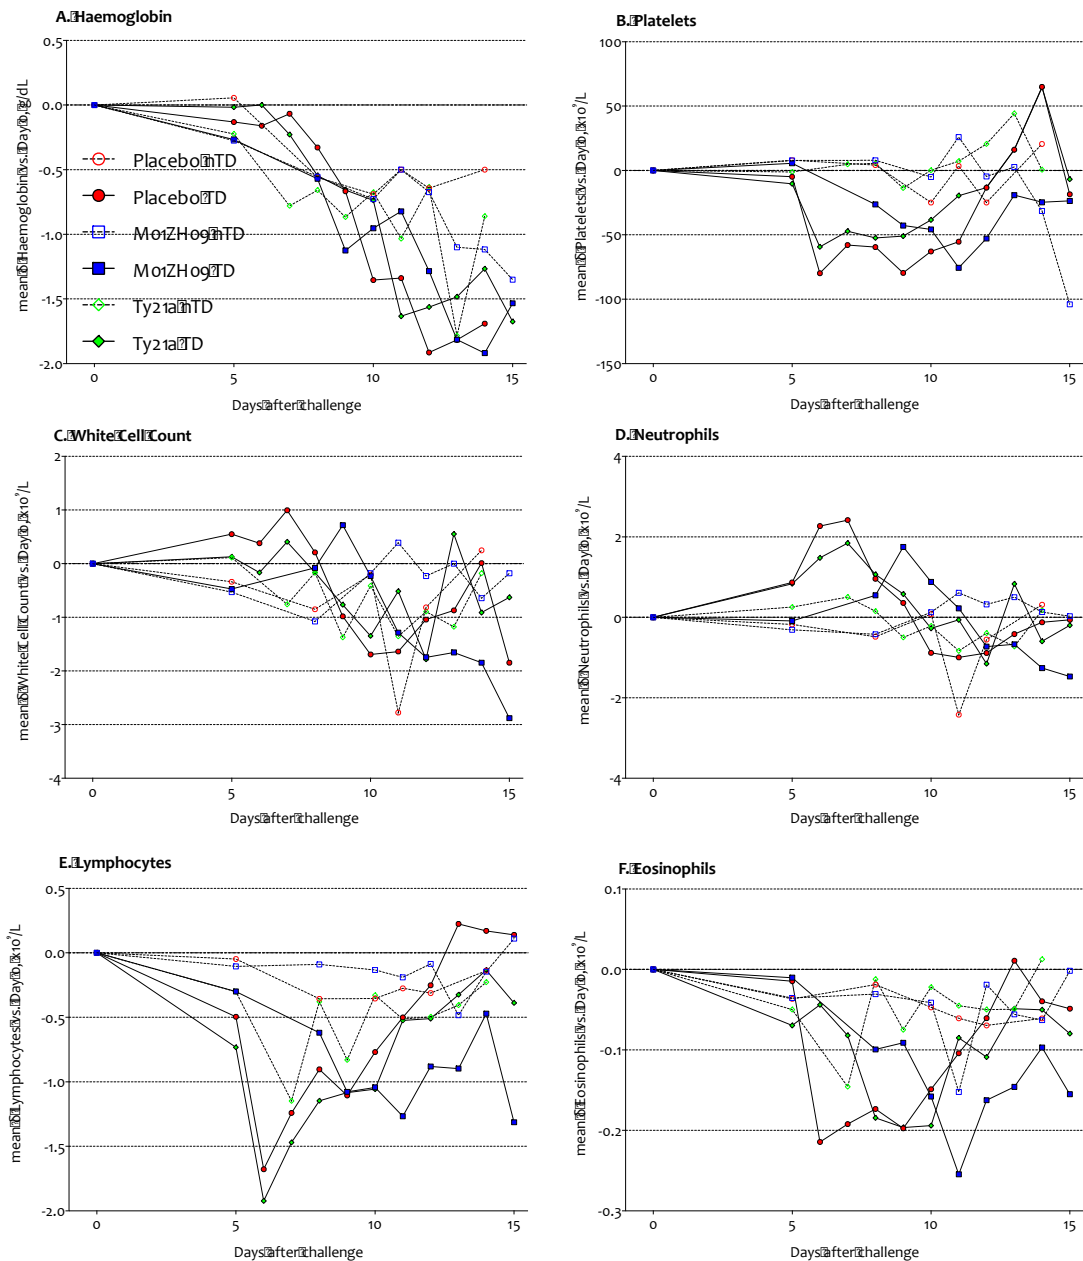 A. Haemoglobin
mean Δ Haemoglobin vs. Day 0, g/dL
0.5
0.0
-0.5
-1.0
-1.5
-2.0
Placebo nTD
Placebo TD
M01ZH09 nTD
M01ZH09 TD
Ty21a nTD
Ty21a TD
0 5 10 15
Days after challenge
B. Platelets
mean Δ Platelets vs. Day 0, x10⁹/L
100
50
0
-50
-100
-150
0 5 10 15
Days after challenge
C. White Cell Count
mean Δ White Cell Count vs. Day 0, x10⁹/L
2
1
0
-1
-2
-3
-4
0 5 10 15
Days after challenge
D. Neutrophils
mean Δ Neutrophils vs. Day 0, x10⁹/L
4
2
0
-2
-4
0 5 10 15
Days after challenge
E. Lymphocytes
mean Δ Lymphocytes vs. Day 0, x10⁹/L
0.5
0.0
-0.5
-1.0
-1.5
-2.0
0 5 10 15
Days after challenge
F. Eosinophils
mean Δ Eosinophils vs. Day 0, x10⁹/L
0.1
0.0
-0.1
-0.2
-0.3
0 5 10 15
Days after challenge